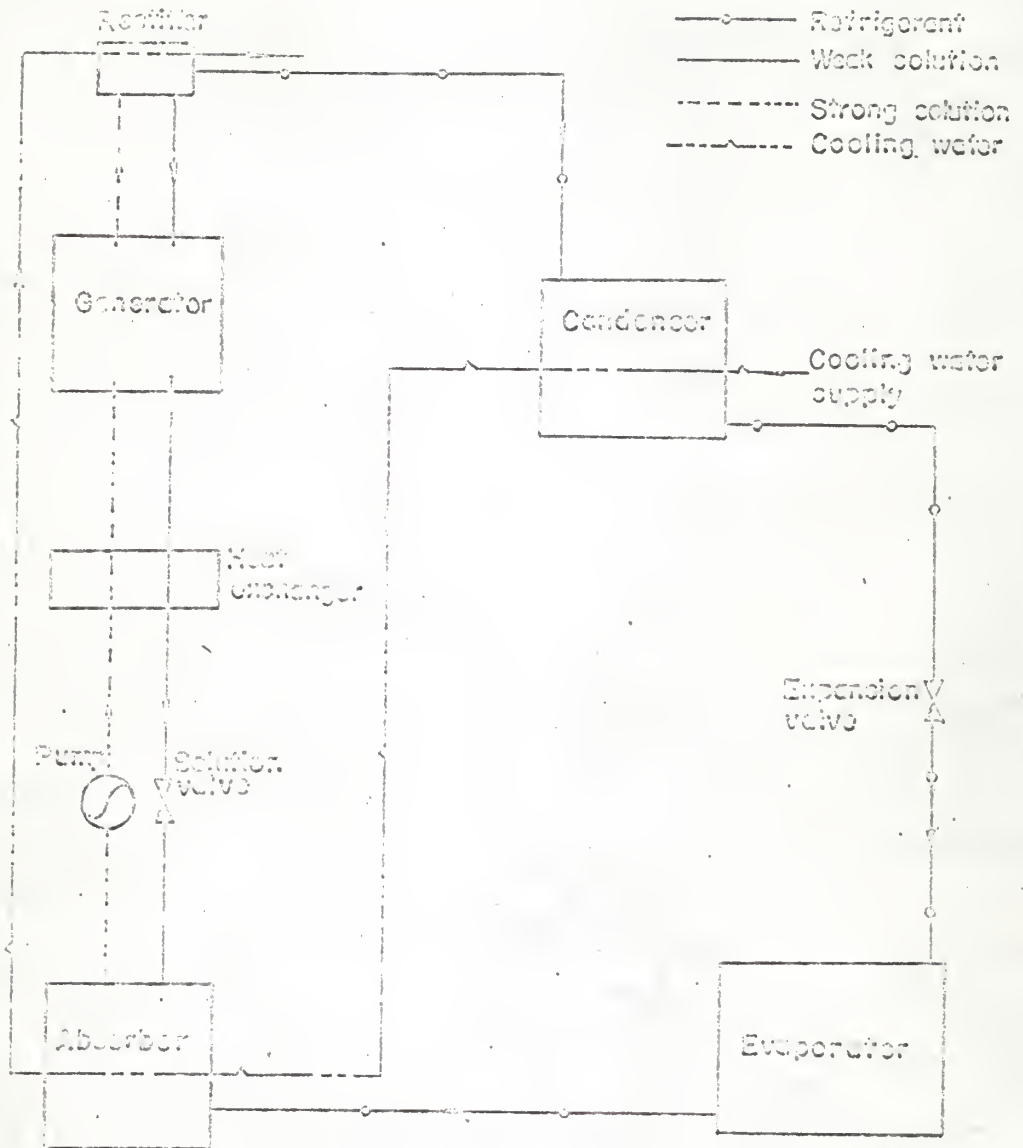 Rectifier
Refrigerant
Weak solution
Strong solution
Cooling water
Generator
Condenser
Cooling water
supply
Heat
exchanger
Expansion
valve
Pump
Solution
valve
Absorber
Evaporator